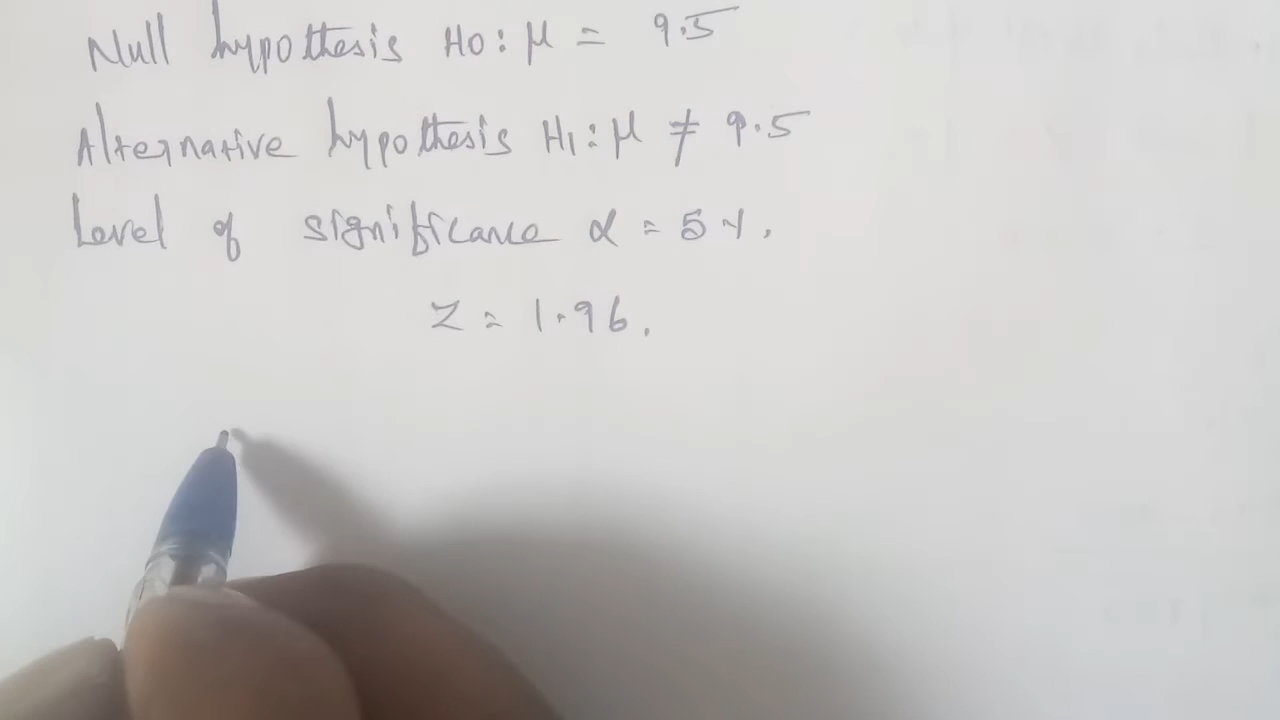 Null hypothesis H0 : μ = 9.5
Alternative hypothesis H1 : μ ≠ 9.5
Level of significance α = 5%.
Z = 1.96.